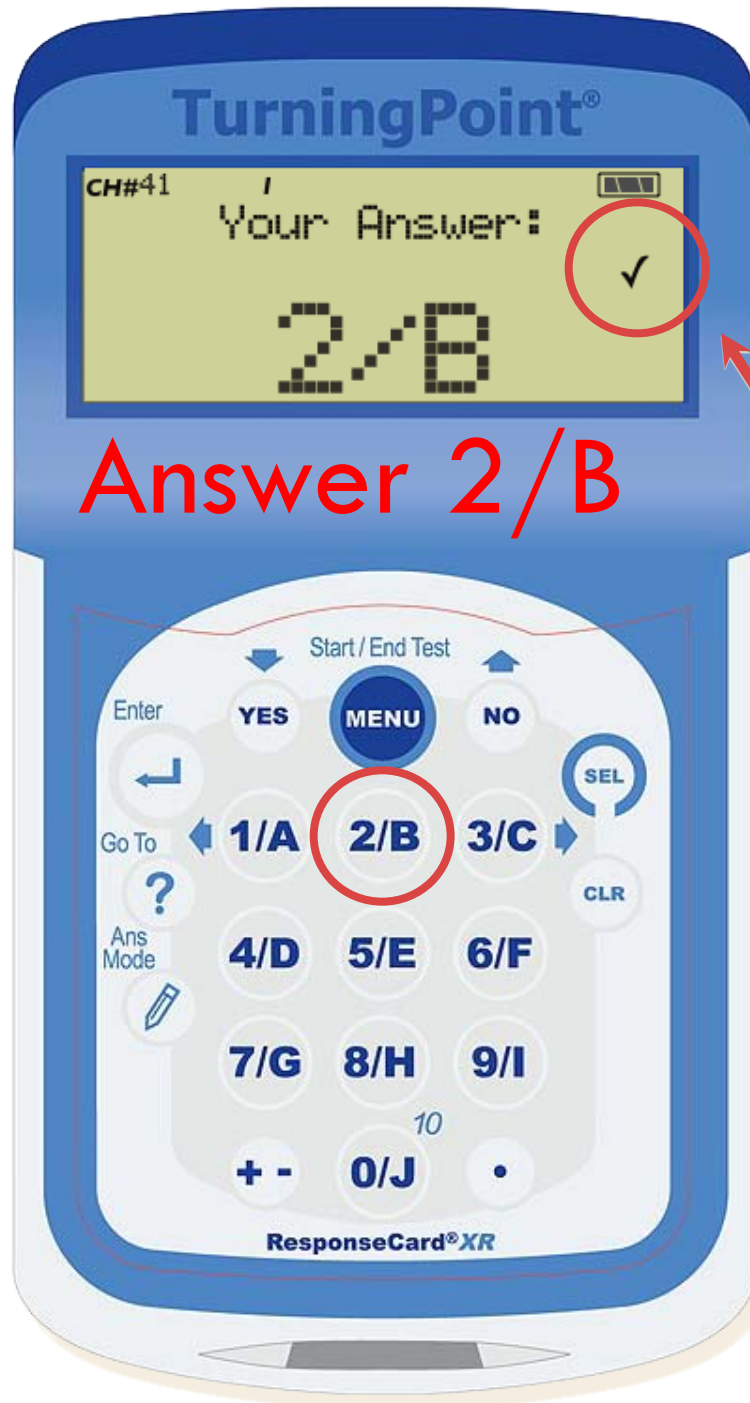 TurningPoint®
CH#41
Your Answer:
✓
2/B
Answer 2/B
Start / End Test
Enter
YES MENU NO
SEL
Go To
1/A 2/B 3/C
?
CLR
Ans
Mode
4/D 5/E 6/F
7/G 8/H 9/I
10
+ - 0/J •
ResponseCard®XR